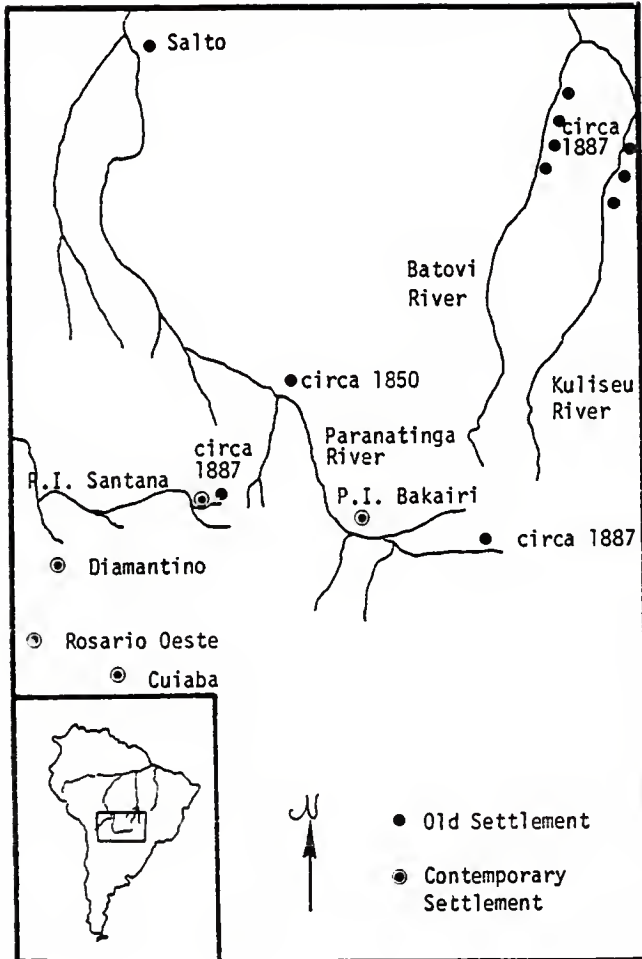 Salto
circa
1887
Batovi
River
circa 1850
Kuliseu
River
circa
1887
Paranatinga
River
P.I. Santana
P.I. Bakairi
circa 1887
Diamantino
Rosario Oeste
Cuiaba
N
Old Settlement
Contemporary
Settlement